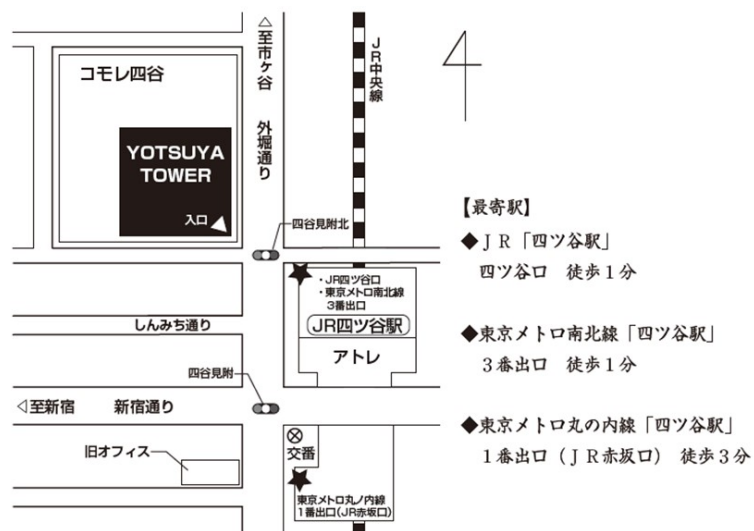 △至市ヶ谷
外堀通り
JR中央線
コモレ四谷
YOTSUYA
TOWER
入口
四谷見附北
・JR四ツ谷口
・東京メトロ南北線
3番出口
JR四ツ谷駅
アトレ
しんみち通り
四谷見附
◁至新宿 新宿通り
旧オフィス
交番
東京メトロ丸ノ内線
1番出口(JR赤坂口)
【最寄駅】
◆JR「四ツ谷駅」
四ツ谷口 徒歩1分
◆東京メトロ南北線「四ツ谷駅」
3番出口 徒歩1分
◆東京メトロ丸の内線「四ツ谷駅」
1番出口(JR赤坂口) 徒歩3分